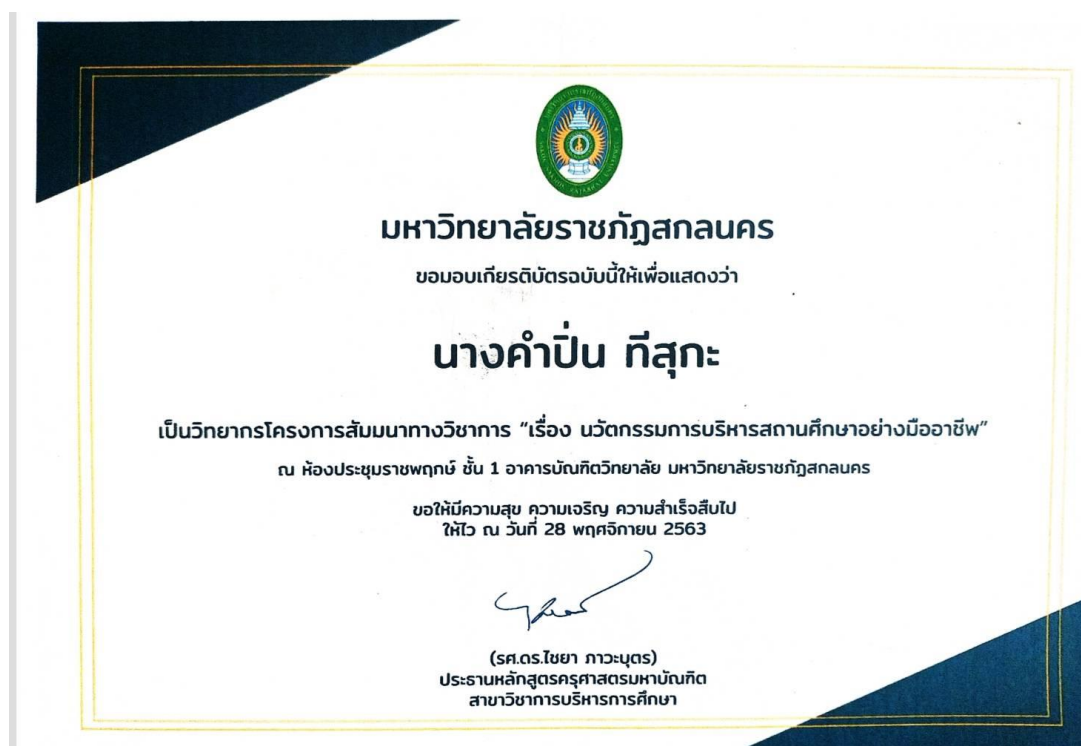 มหาวิทยาลัยราชภัฏสกลนคร
ขอมอบเกียรติบัตรฉบับนี้ให้เพื่อแสดงว่า
นางคำปิ่น ทีสุกะ
เป็นวิทยากรโครงการสัมมนาทางวิชาการ “เรื่อง นวัตกรรมการบริหารสถานศึกษาอย่างมืออาชีพ”
ณ ห้องประชุมราชพฤกษ์ ชั้น 1 อาคารบัณฑิตวิทยาลัย มหาวิทยาลัยราชภัฏสกลนคร
ขอให้มีความสุข ความเจริญ ความสำเร็จสืบไป
ให้ไว ณ วันที่ 28 พฤศจิกายน 2563
(รศ.ดร.ไชยา ภาวะบุตร)
ประธานหลักสูตรครุศาสตรมหาบัณฑิต
สาขาวิชาการบริหารการศึกษา